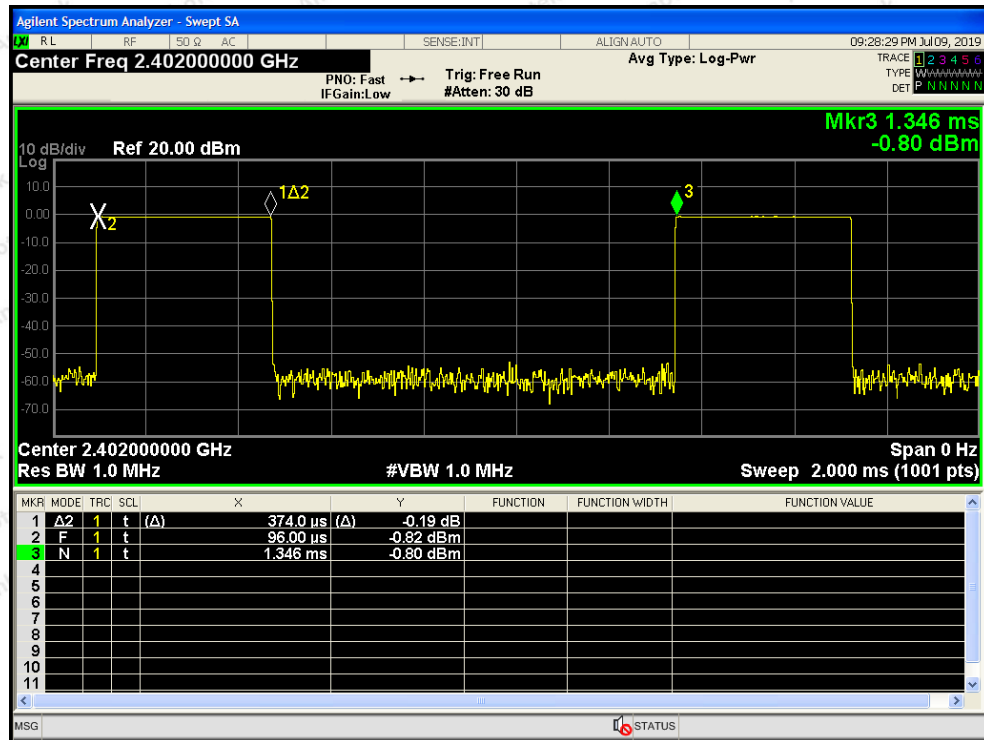 Agilent Spectrum Analyzer - Swept SA
LXI RL RF 50 Ω AC SENSE:INT ALIGNAUTO 09:28:29 PM Jul 09, 2019
Center Freq 2.402000000 GHz Avg Type: Log-Pwr TRACE 1 2 3 4 5 6
PNO: Fast Trig: Free Run TYPE WWWWWW
IFGain:Low #Atten: 30 dB DET P N N N N N
Mkr3 1.346 ms
10 dB/div Ref 20.00 dBm -0.80 dBm
Log
10.0
0.00
-10.0
-20.0
-30.0
-40.0
-50.0
-60.0
-70.0
1Δ2
2
3
Center 2.402000000 GHz Span 0 Hz
Res BW 1.0 MHz #VBW 1.0 MHz Sweep 2.000 ms (1001 pts)
MKR MODE TRC SCL X Y FUNCTION FUNCTION WIDTH FUNCTION VALUE
1 Δ2 1 t (Δ) 374.0 µs (Δ) -0.19 dB
2 F 1 t 96.00 µs -0.82 dBm
3 N 1 t 1.346 ms -0.80 dBm
4
5
6
7
8
9
10
11
MSG STATUS